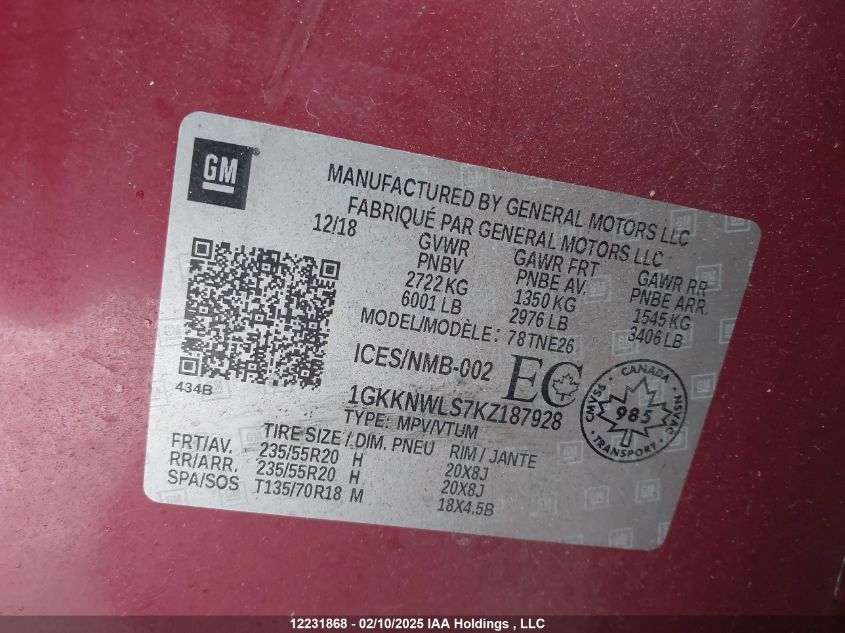 GM
MANUFACTURED BY GENERAL MOTORS LLC
FABRIQUÉ PAR GENERAL MOTORS LLC
12/18
GVWR GAWR FRT GAWR RR
PNBV PNBE AV. PNBE ARR.
2722 KG 1350 KG 1545 KG
6001 LB 2976 LB 3406 LB
MODEL/MODÈLE: 78TNE26
ICES/NMB-002 EC
434B
1GKKNWLS7KZ187928
TYPE: MPV/VTUM
CANADA
CMVSS 985 NSVAC
TRANSPORT
TIRE SIZE / DIM. PNEU RIM / JANTE
FRT/AV. 235/55R20 H 20X8J
RR/ARR. 235/55R20 H 20X8J
SPA/SOS T135/70R18 M 18X4.5B
12231868 - 02/10/2025 IAA Holdings , LLC